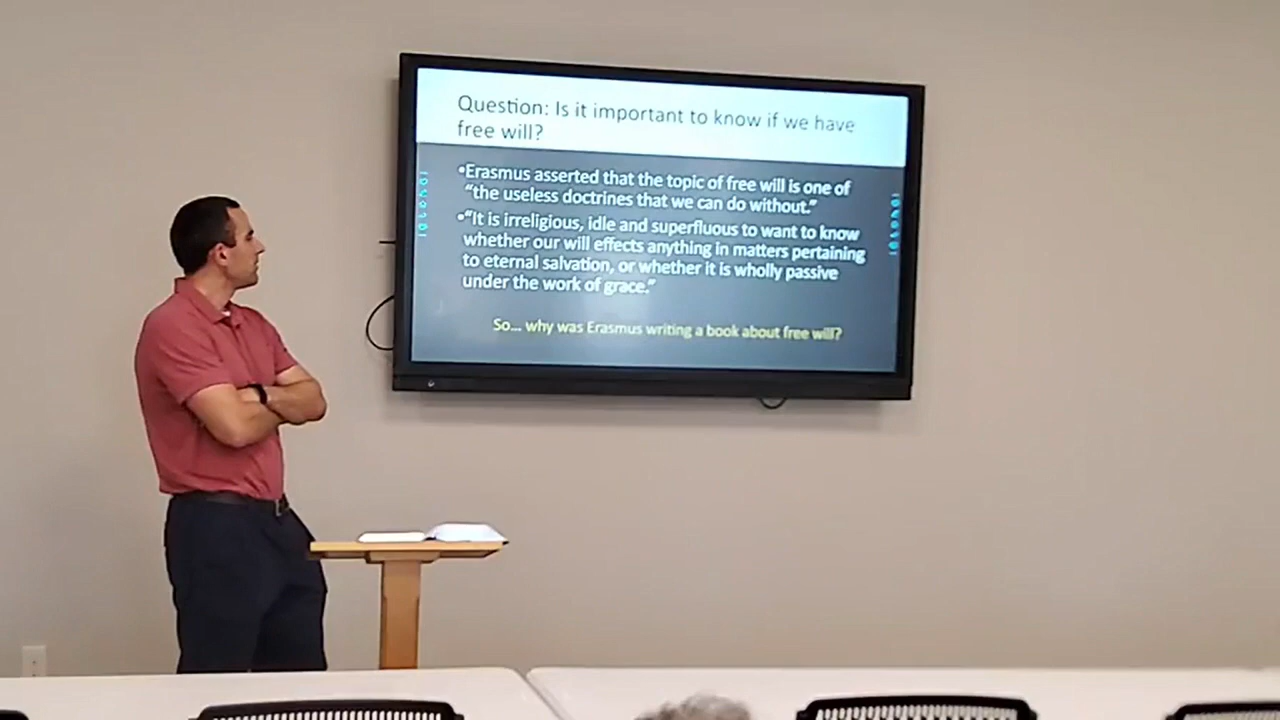 Question: Is it important to know if we have
free will?
•Erasmus asserted that the topic of free will is one of
“the useless doctrines that we can do without.”
•“It is irreligious, idle and superfluous to want to know
whether our will effects anything in matters pertaining
to eternal salvation, or whether it is wholly passive
under the work of grace.”
So... why was Erasmus writing a book about free will?